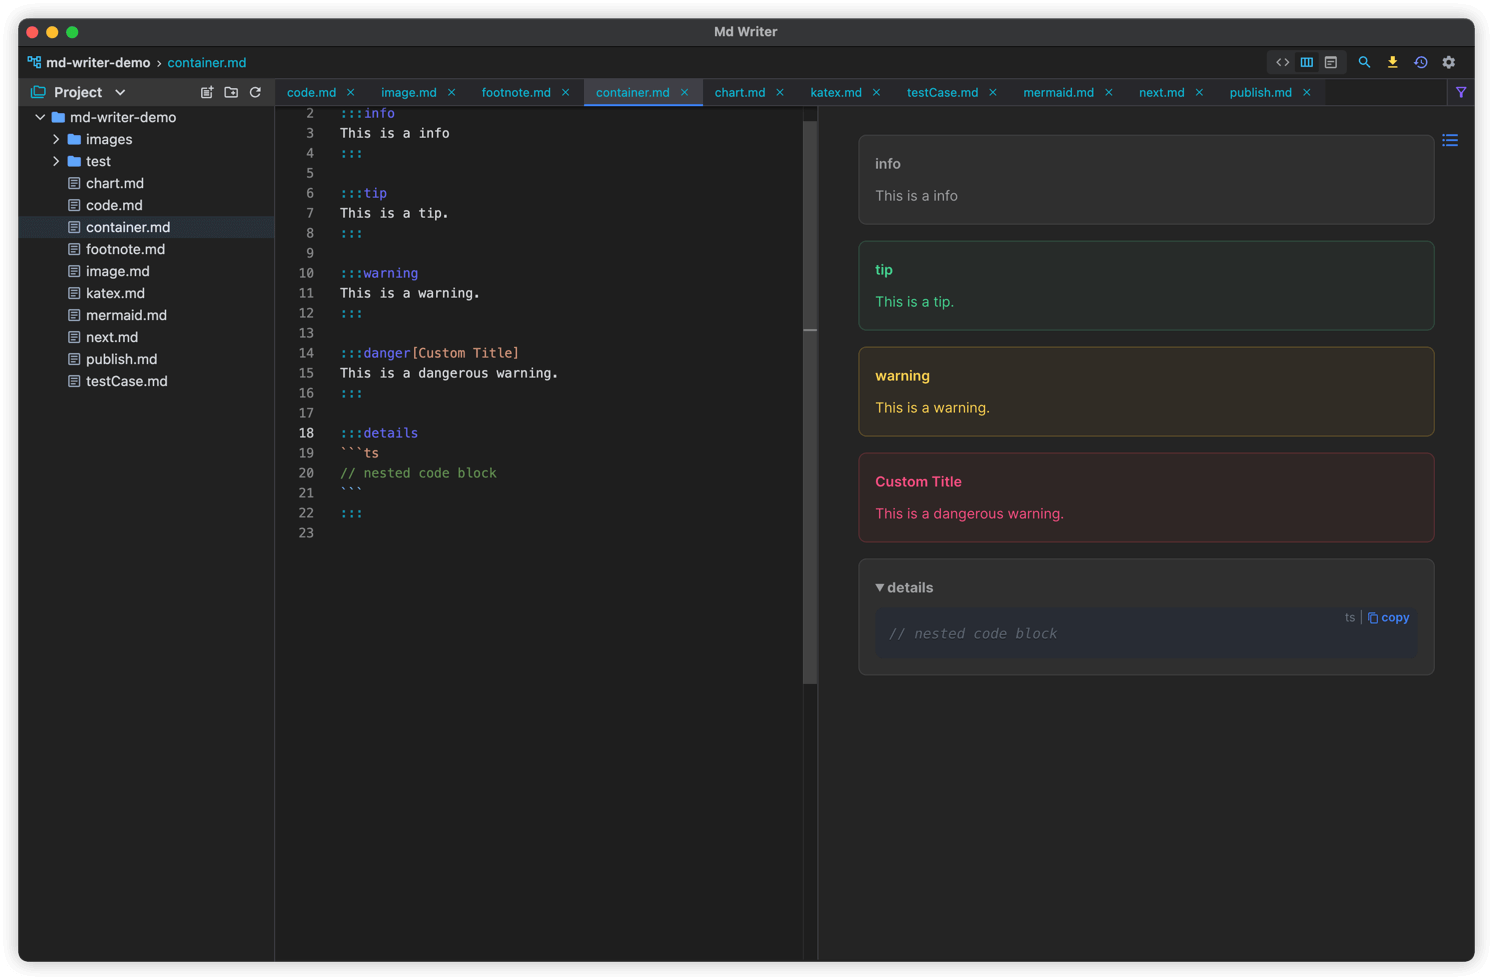 Md Writer
md-writer-demo › container.md
Project
code.md × image.md × footnote.md × container.md × chart.md × katex.md × testCase.md × mermaid.md × next.md × publish.md ×
md-writer-demo
images
test
chart.md
code.md
container.md
footnote.md
image.md
katex.md
mermaid.md
next.md
publish.md
testCase.md
2 :::info
3 This is a info
4 :::
5
6 :::tip
7 This is a tip.
8 :::
9
10 :::warning
11 This is a warning.
12 :::
13
14 :::danger[Custom Title]
15 This is a dangerous warning.
16 :::
17
18 :::details
19 ```ts
20 // nested code block
21 ```
22 :::
23
info
This is a info
tip
This is a tip.
warning
This is a warning.
Custom Title
This is a dangerous warning.
▼ details
ts | copy
// nested code block